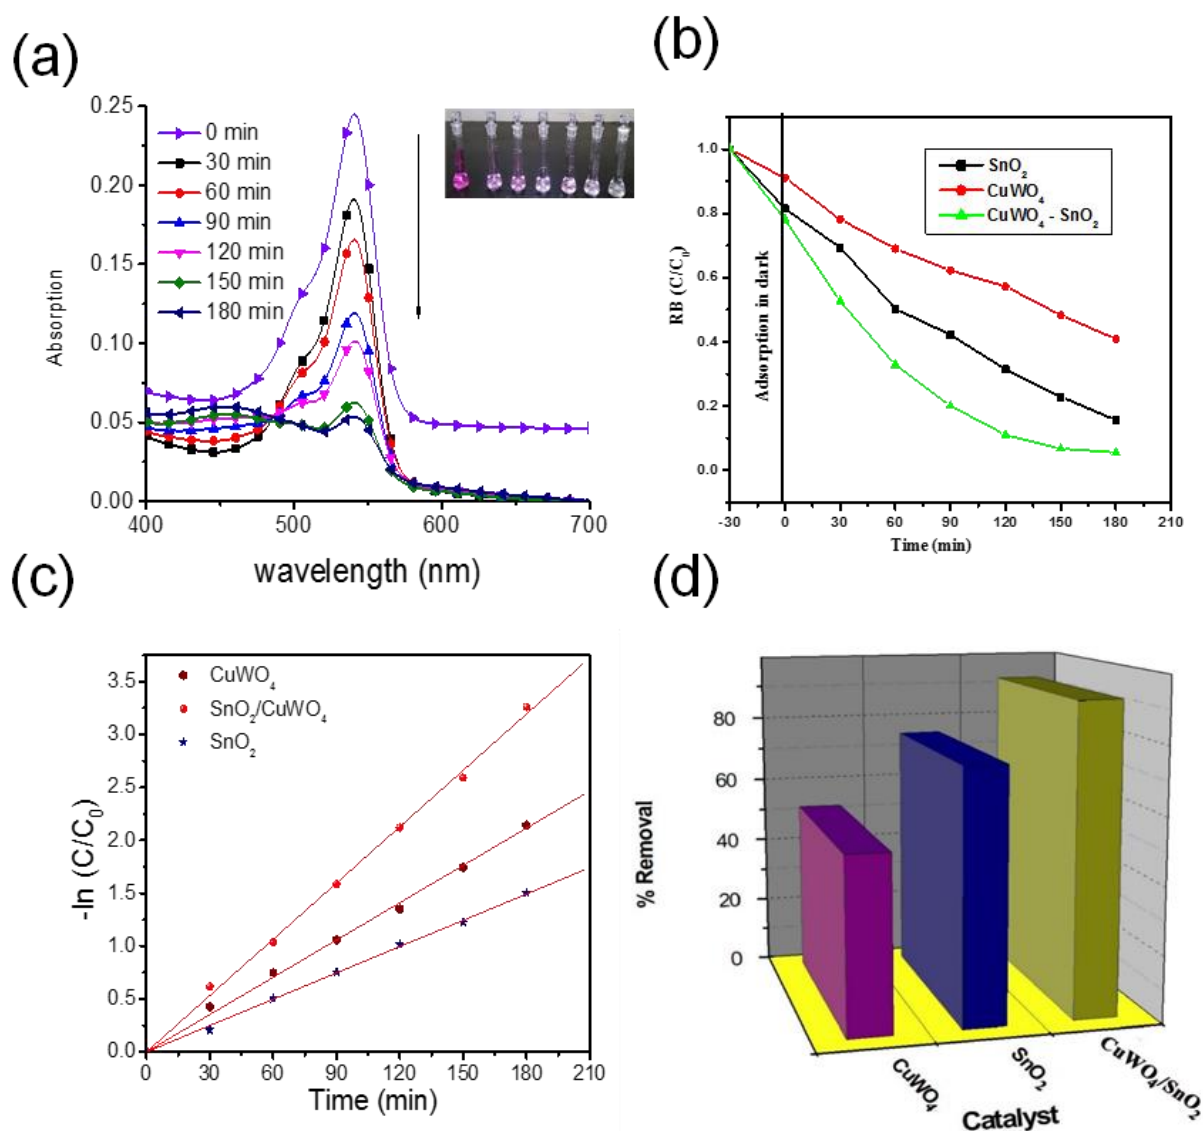 (a)
0.25
0.20
0.15
0.10
0.05
0.00
Absorption
0 min
30 min
60 min
90 min
120 min
150 min
180 min
400
500
600
700
wavelength (nm)
(b)
1.0
0.8
0.6
0.4
0.2
0.0
RB (C/C₀)
Adsorption in dark
SnO₂
CuWO₄
CuWO₄ - SnO₂
-30
0
30
60
90
120
150
180
210
Time (min)
(c)
3.5
3.0
2.5
2.0
1.5
1.0
0.5
0.0
-ln (C/C₀)
CuWO₄
SnO₂/CuWO₄
SnO₂
0
30
60
90
120
150
180
210
Time (min)
(d)
80
60
40
20
0
% Removal
CuWO₄
SnO₂
CuWO₄/SnO₂
Catalyst